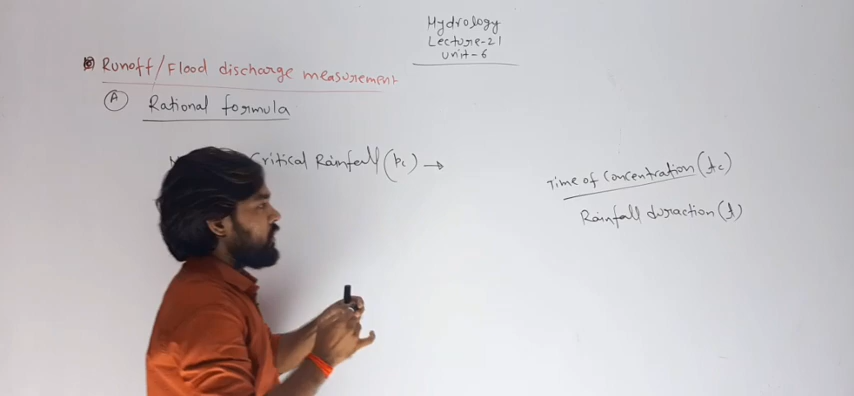 Hydrology
Lecture-21
Unit-6
Runoff/Flood discharge measurement
A Rational formula
Critical Rainfall (pc) →
Time of Concentration (tc)
Rainfall duraction (t)